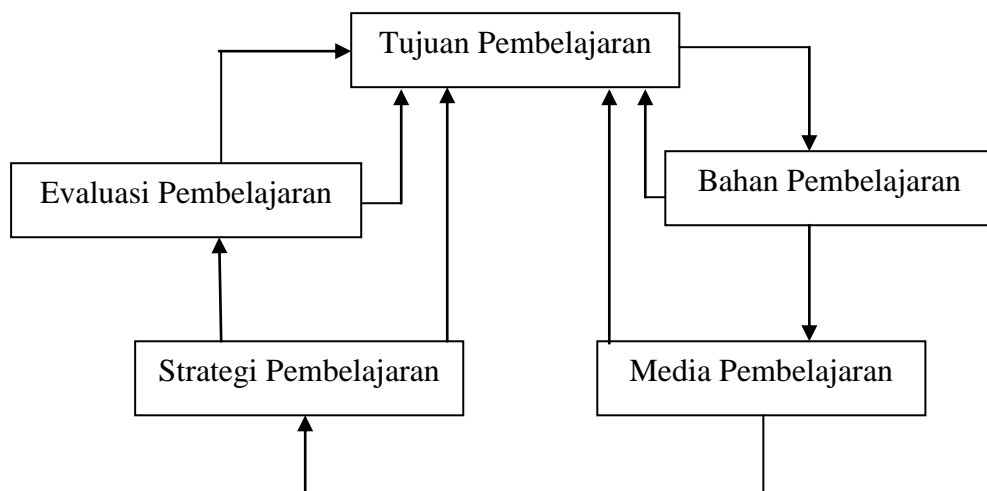 Tujuan Pembelajaran
Evaluasi Pembelajaran
Bahan Pembelajaran
Strategi Pembelajaran
Media Pembelajaran